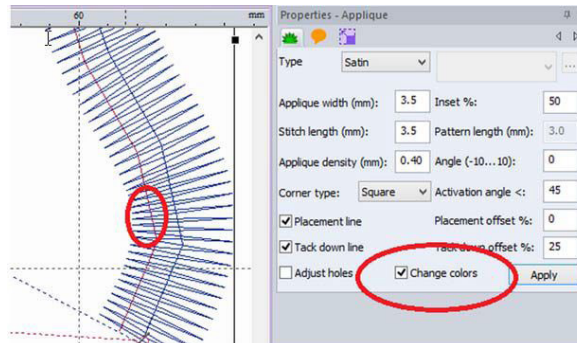 60 mm
Properties - Applique
Type Satin ...
Applique width (mm): 3.5 Inset %: 50
Stitch length (mm): 3.5 Pattern length (mm): 3.0
Applique density (mm): 0.40 Angle (-10...10): 0
Corner type: Square Activation angle <: 45
Placement line Placement offset %: 0
Tack down line Tack down offset %: 25
Adjust holes Change colors Apply